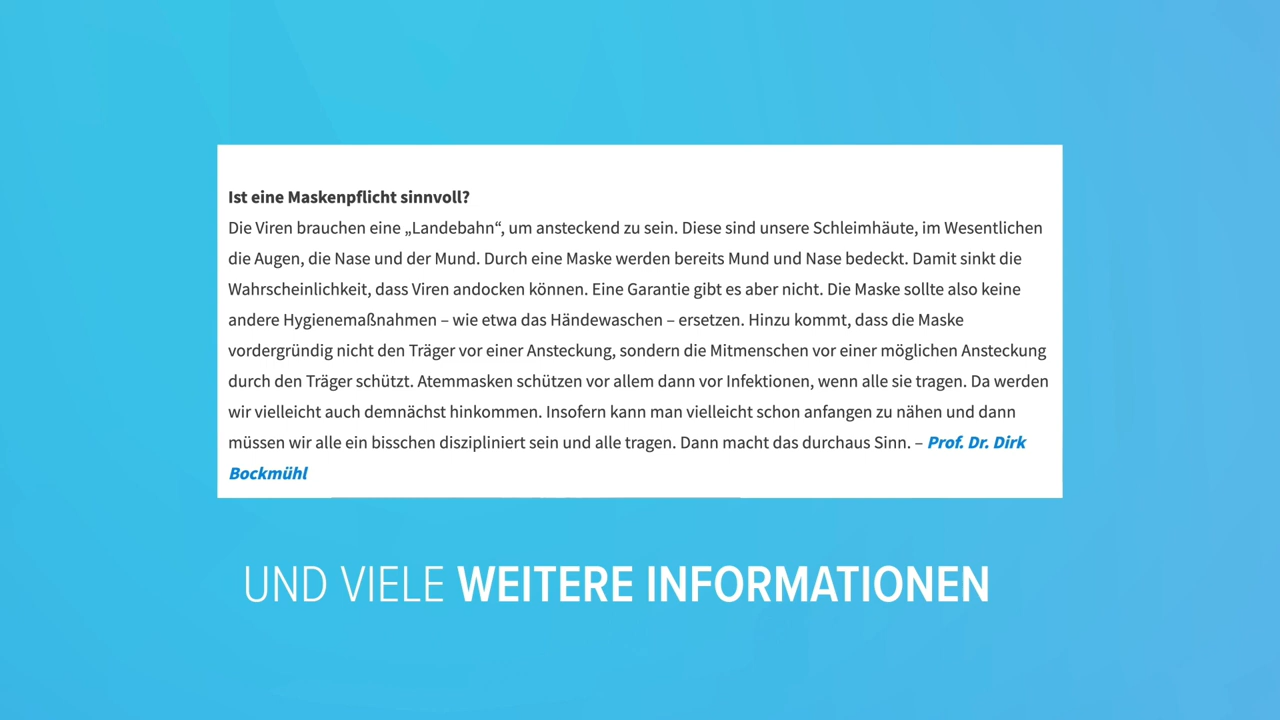 Ist eine Maskenpflicht sinnvoll?
Die Viren brauchen eine „Landebahn“, um ansteckend zu sein. Diese sind unsere Schleimhäute, im Wesentlichen
die Augen, die Nase und der Mund. Durch eine Maske werden bereits Mund und Nase bedeckt. Damit sinkt die
Wahrscheinlichkeit, dass Viren andocken können. Eine Garantie gibt es aber nicht. Die Maske sollte also keine
andere Hygienemaßnahmen – wie etwa das Händewaschen – ersetzen. Hinzu kommt, dass die Maske
vordergründig nicht den Träger vor einer Ansteckung, sondern die Mitmenschen vor einer möglichen Ansteckung
durch den Träger schützt. Atemmasken schützen vor allem dann vor Infektionen, wenn alle sie tragen. Da werden
wir vielleicht auch demnächst hinkommen. Insofern kann man vielleicht schon anfangen zu nähen und dann
müssen wir alle ein bisschen diszipliniert sein und alle tragen. Dann macht das durchaus Sinn. – Prof. Dr. Dirk
Bockmühl
UND VIELE WEITERE INFORMATIONEN